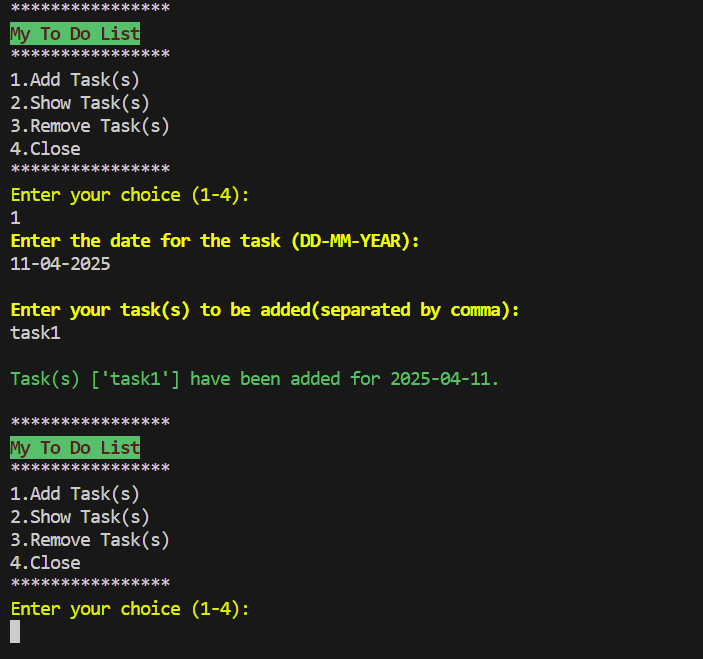 ****************
My To Do List
****************
1.Add Task(s)
2.Show Task(s)
3.Remove Task(s)
4.Close
****************
Enter your choice (1-4):
1
Enter the date for the task (DD-MM-YEAR):
11-04-2025
Enter your task(s) to be added(separated by comma):
task1
Task(s) ['task1'] have been added for 2025-04-11.
****************
My To Do List
****************
1.Add Task(s)
2.Show Task(s)
3.Remove Task(s)
4.Close
****************
Enter your choice (1-4):